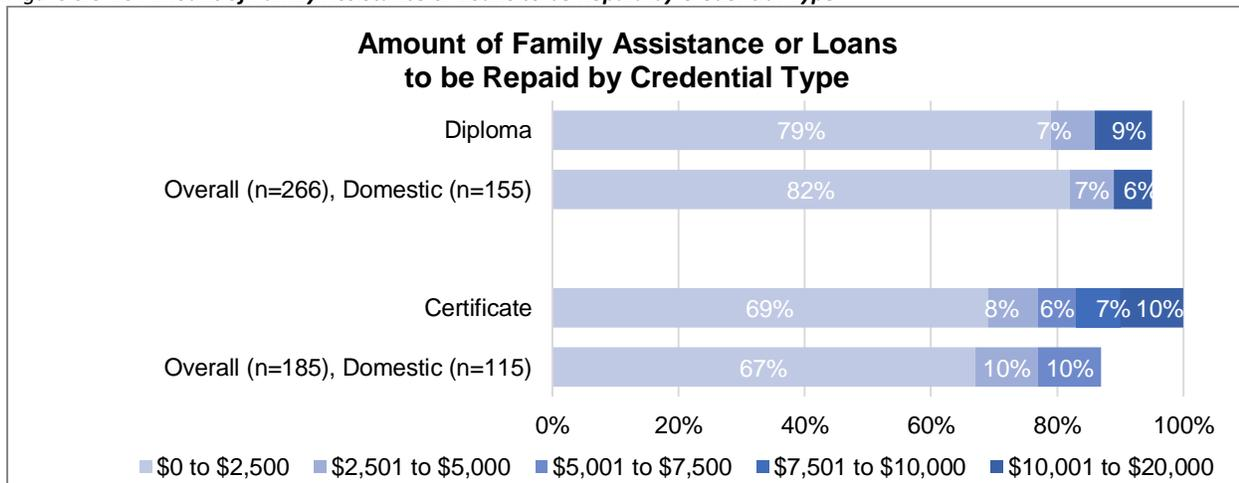 Amount of Family Assistance or Loans
to be Repaid by Credential Type
Diploma
79% 7% 9%
Overall (n=266), Domestic (n=155)
82% 7% 6%
Certificate
69% 8% 6% 7% 10%
Overall (n=185), Domestic (n=115)
67% 10% 10%
0% 20% 40% 60% 80% 100%
$0 to $2,500 $2,501 to $5,000 $5,001 to $7,500 $7,501 to $10,000 $10,001 to $20,000